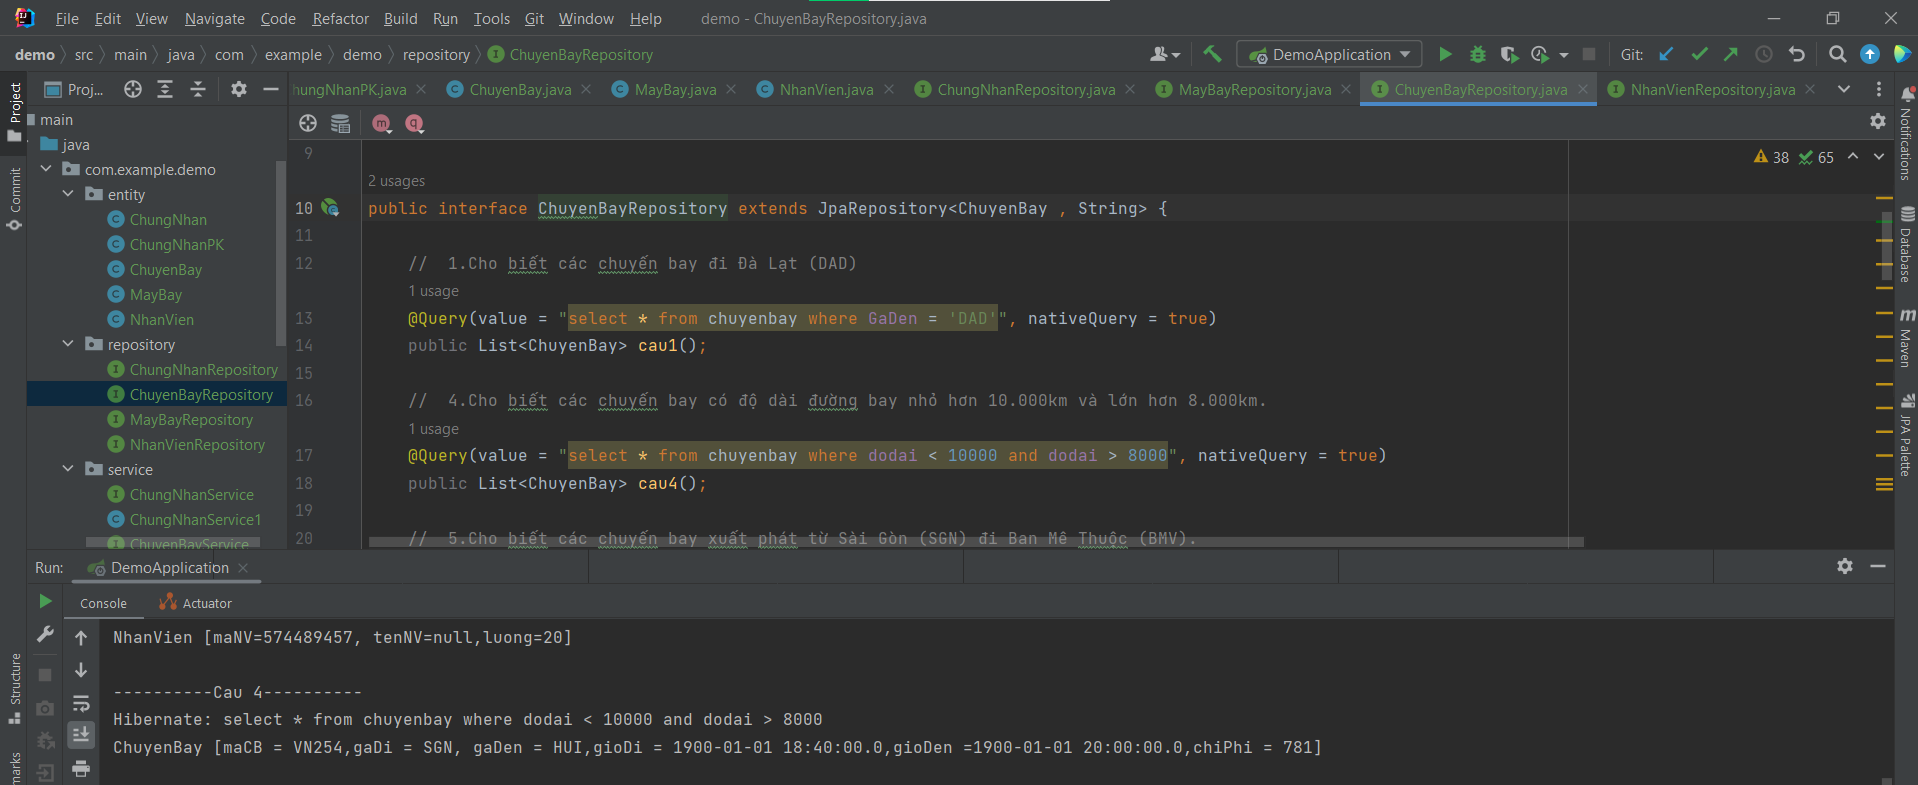 File Edit View Navigate Code Refactor Build Run Tools Git Window Help demo - ChuyenBayRepository.java
demo src main java com example demo repository ChuyenBayRepository DemoApplication Git:
Project Proj... hungNhanPK.java ChuyenBay.java MayBay.java NhanVien.java ChungNhanRepository.java MayBayRepository.java ChuyenBayRepository.java NhanVienRepository.java
main
java
com.example.demo
entity
ChungNhan
ChungNhanPK
ChuyenBay
MayBay
NhanVien
repository
ChungNhanRepository
ChuyenBayRepository
MayBayRepository
NhanVienRepository
service
ChungNhanService
ChungNhanService1
ChuyenBayService
Commit
Structure
marks
38 65
9
2 usages
10 public interface ChuyenBayRepository extends JpaRepository<ChuyenBay , String> {
11
12 // 1.Cho biết các chuyến bay đi Đà Lạt (DAD)
1 usage
13 @Query(value = "select * from chuyenbay where GaDen = 'DAD'", nativeQuery = true)
14 public List<ChuyenBay> cau1();
15
16 // 4.Cho biết các chuyến bay có độ dài đường bay nhỏ hơn 10.000km và lớn hơn 8.000km.
1 usage
17 @Query(value = "select * from chuyenbay where dodai < 10000 and dodai > 8000", nativeQuery = true)
18 public List<ChuyenBay> cau4();
19
20 // 5.Cho biết các chuyến bay xuất phát từ Sài Gòn (SGN) đi Ban Mê Thuộc (BMV).
Notifications
Database
Maven
JPA Palette
Run: DemoApplication
Console Actuator
NhanVien [maNV=574489457, tenNV=null,luong=20]
----------Cau 4----------
Hibernate: select * from chuyenbay where dodai < 10000 and dodai > 8000
ChuyenBay [maCB = VN254,gaDi = SGN, gaDen = HUI,gioDi = 1900-01-01 18:40:00.0,gioDen =1900-01-01 20:00:00.0,chiPhi = 781]